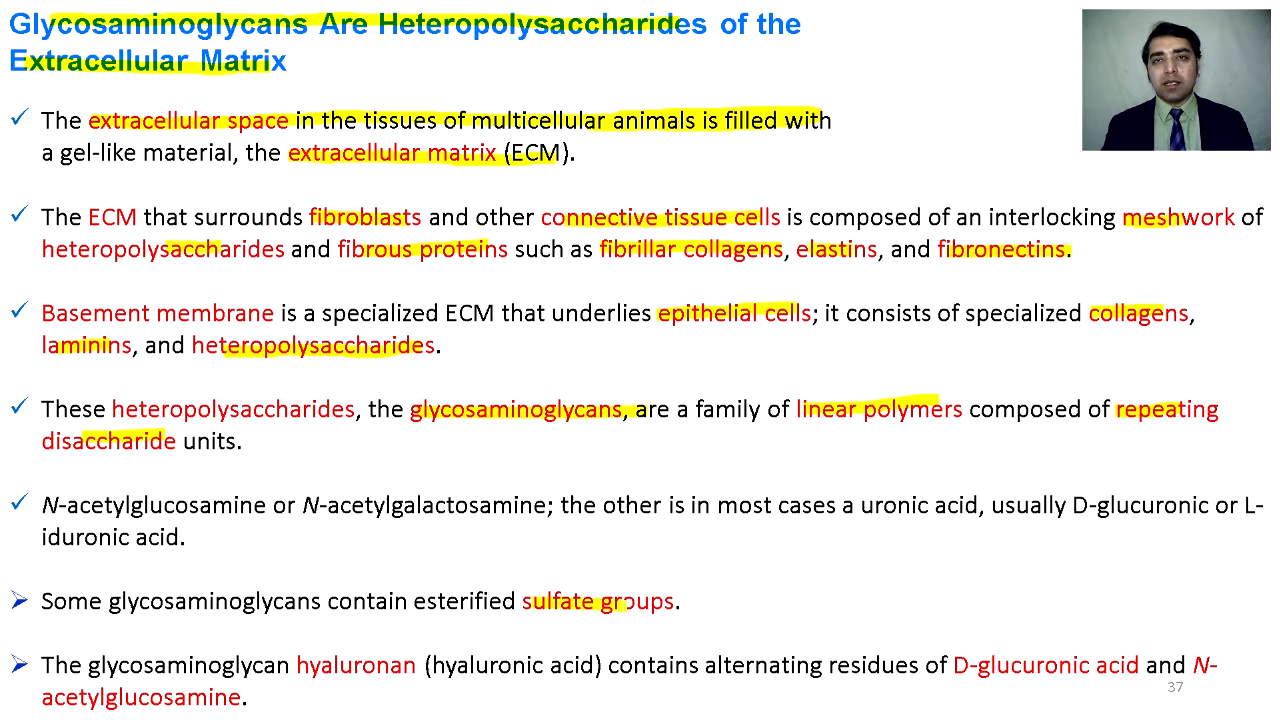 Glycosaminoglycans Are Heteropolysaccharides of the
Extracellular Matrix
✓ The extracellular space in the tissues of multicellular animals is filled with
a gel-like material, the extracellular matrix (ECM).
✓ The ECM that surrounds fibroblasts and other connective tissue cells is composed of an interlocking meshwork of
heteropolysaccharides and fibrous proteins such as fibrillar collagens, elastins, and fibronectins.
✓ Basement membrane is a specialized ECM that underlies epithelial cells; it consists of specialized collagens,
laminins, and heteropolysaccharides.
✓ These heteropolysaccharides, the glycosaminoglycans, are a family of linear polymers composed of repeating
disaccharide units.
✓ N-acetylglucosamine or N-acetylgalactosamine; the other is in most cases a uronic acid, usually D-glucuronic or L-
iduronic acid.
➢ Some glycosaminoglycans contain esterified sulfate groups.
➢ The glycosaminoglycan hyaluronan (hyaluronic acid) contains alternating residues of D-glucuronic acid and N-
acetylglucosamine.
37